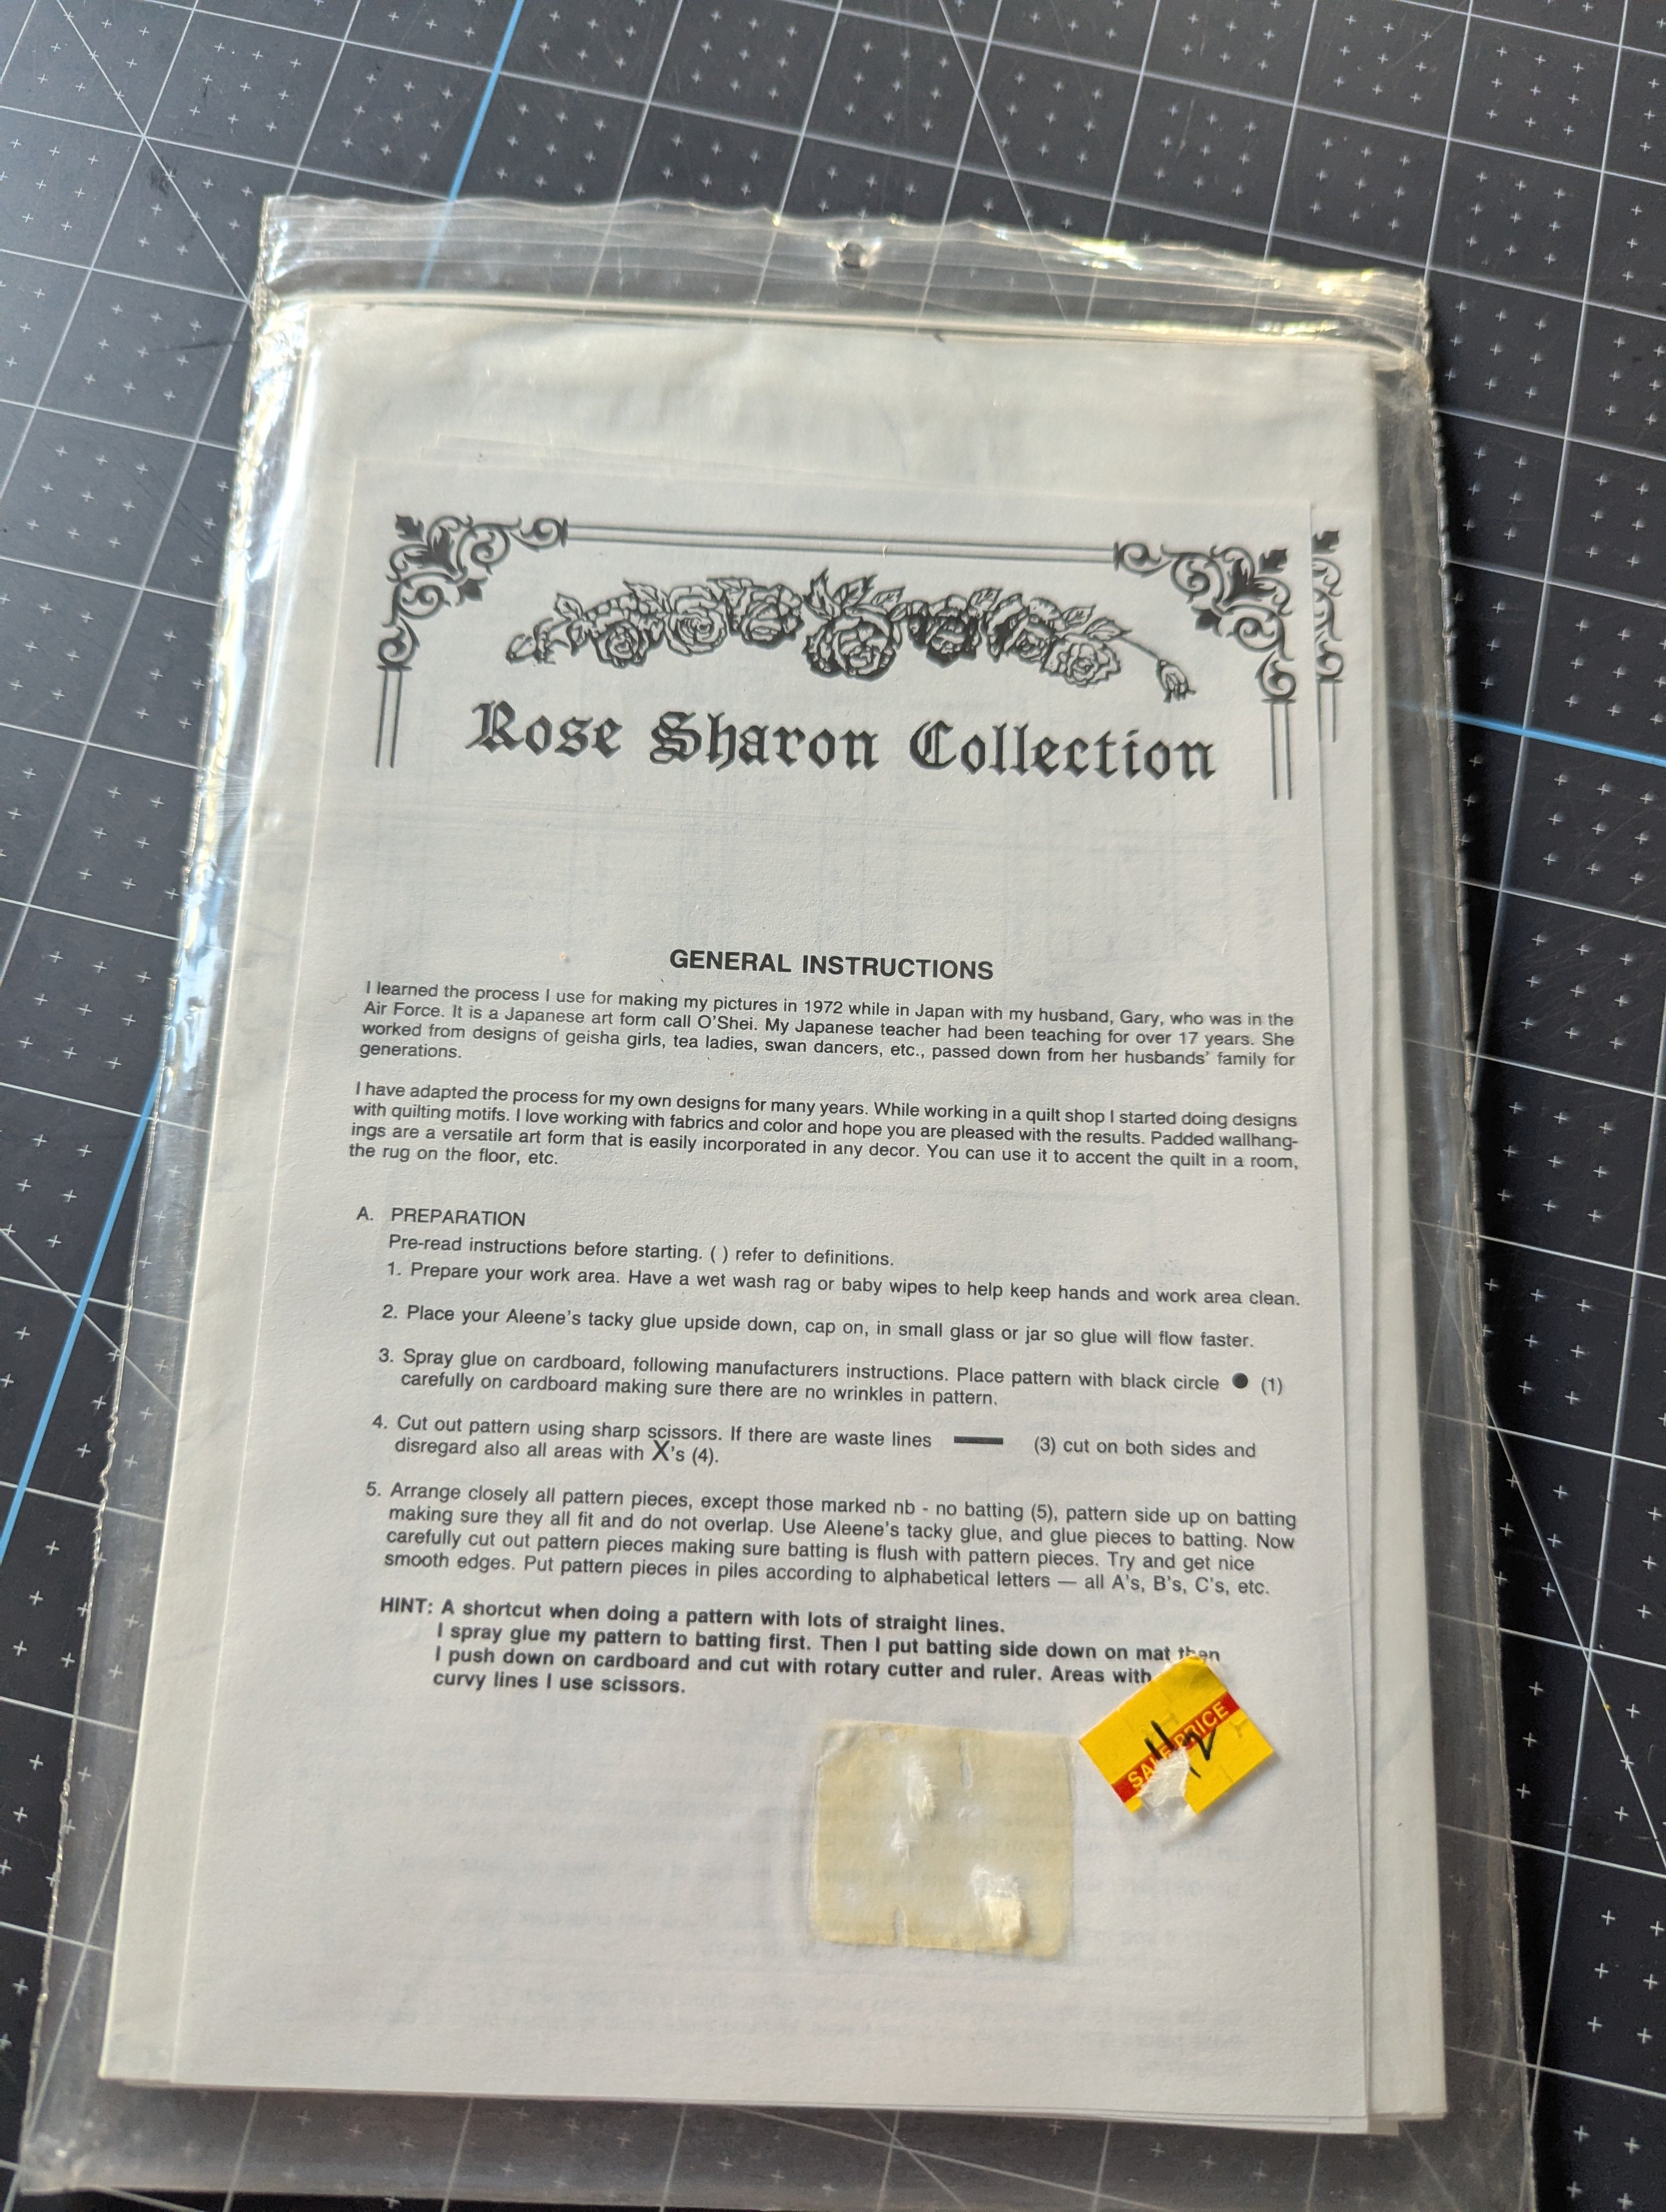 Rose Sharon Collection
GENERAL INSTRUCTIONS
I learned the process I use for making my pictures in 1972 while in Japan with my husband, Gary, who was in the
Air Force. It is a Japanese art form call O'Shei. My Japanese teacher had been teaching for over 17 years. She
worked from designs of geisha girls, tea ladies, swan dancers, etc., passed down from her husbands' family for
generations.
I have adapted the process for my own designs for many years. While working in a quilt shop I started doing designs
with quilting motifs. I love working with fabrics and color and hope you are pleased with the results. Padded wallhang-
ings are a versatile art form that is easily incorporated in any decor. You can use it to accent the quilt in a room,
the rug on the floor, etc.
A. PREPARATION
Pre-read instructions before starting. ( ) refer to definitions.
1. Prepare your work area. Have a wet wash rag or baby wipes to help keep hands and work area clean.
2. Place your Aleene's tacky glue upside down, cap on, in small glass or jar so glue will flow faster.
3. Spray glue on cardboard, following manufacturers instructions. Place pattern with black circle ● (1)
carefully on cardboard making sure there are no wrinkles in pattern.
4. Cut out pattern using sharp scissors. If there are waste lines — (3) cut on both sides and
disregard also all areas with X's (4).
5. Arrange closely all pattern pieces, except those marked nb - no batting (5), pattern side up on batting
making sure they all fit and do not overlap. Use Aleene's tacky glue, and glue pieces to batting. Now
carefully cut out pattern pieces making sure batting is flush with pattern pieces. Try and get nice
smooth edges. Put pattern pieces in piles according to alphabetical letters — all A's, B's, C's, etc.
HINT: A shortcut when doing a pattern with lots of straight lines.
I spray glue my pattern to batting first. Then I put batting side down on mat then
I push down on cardboard and cut with rotary cutter and ruler. Areas with
curvy lines I use scissors.
SALE PRICE